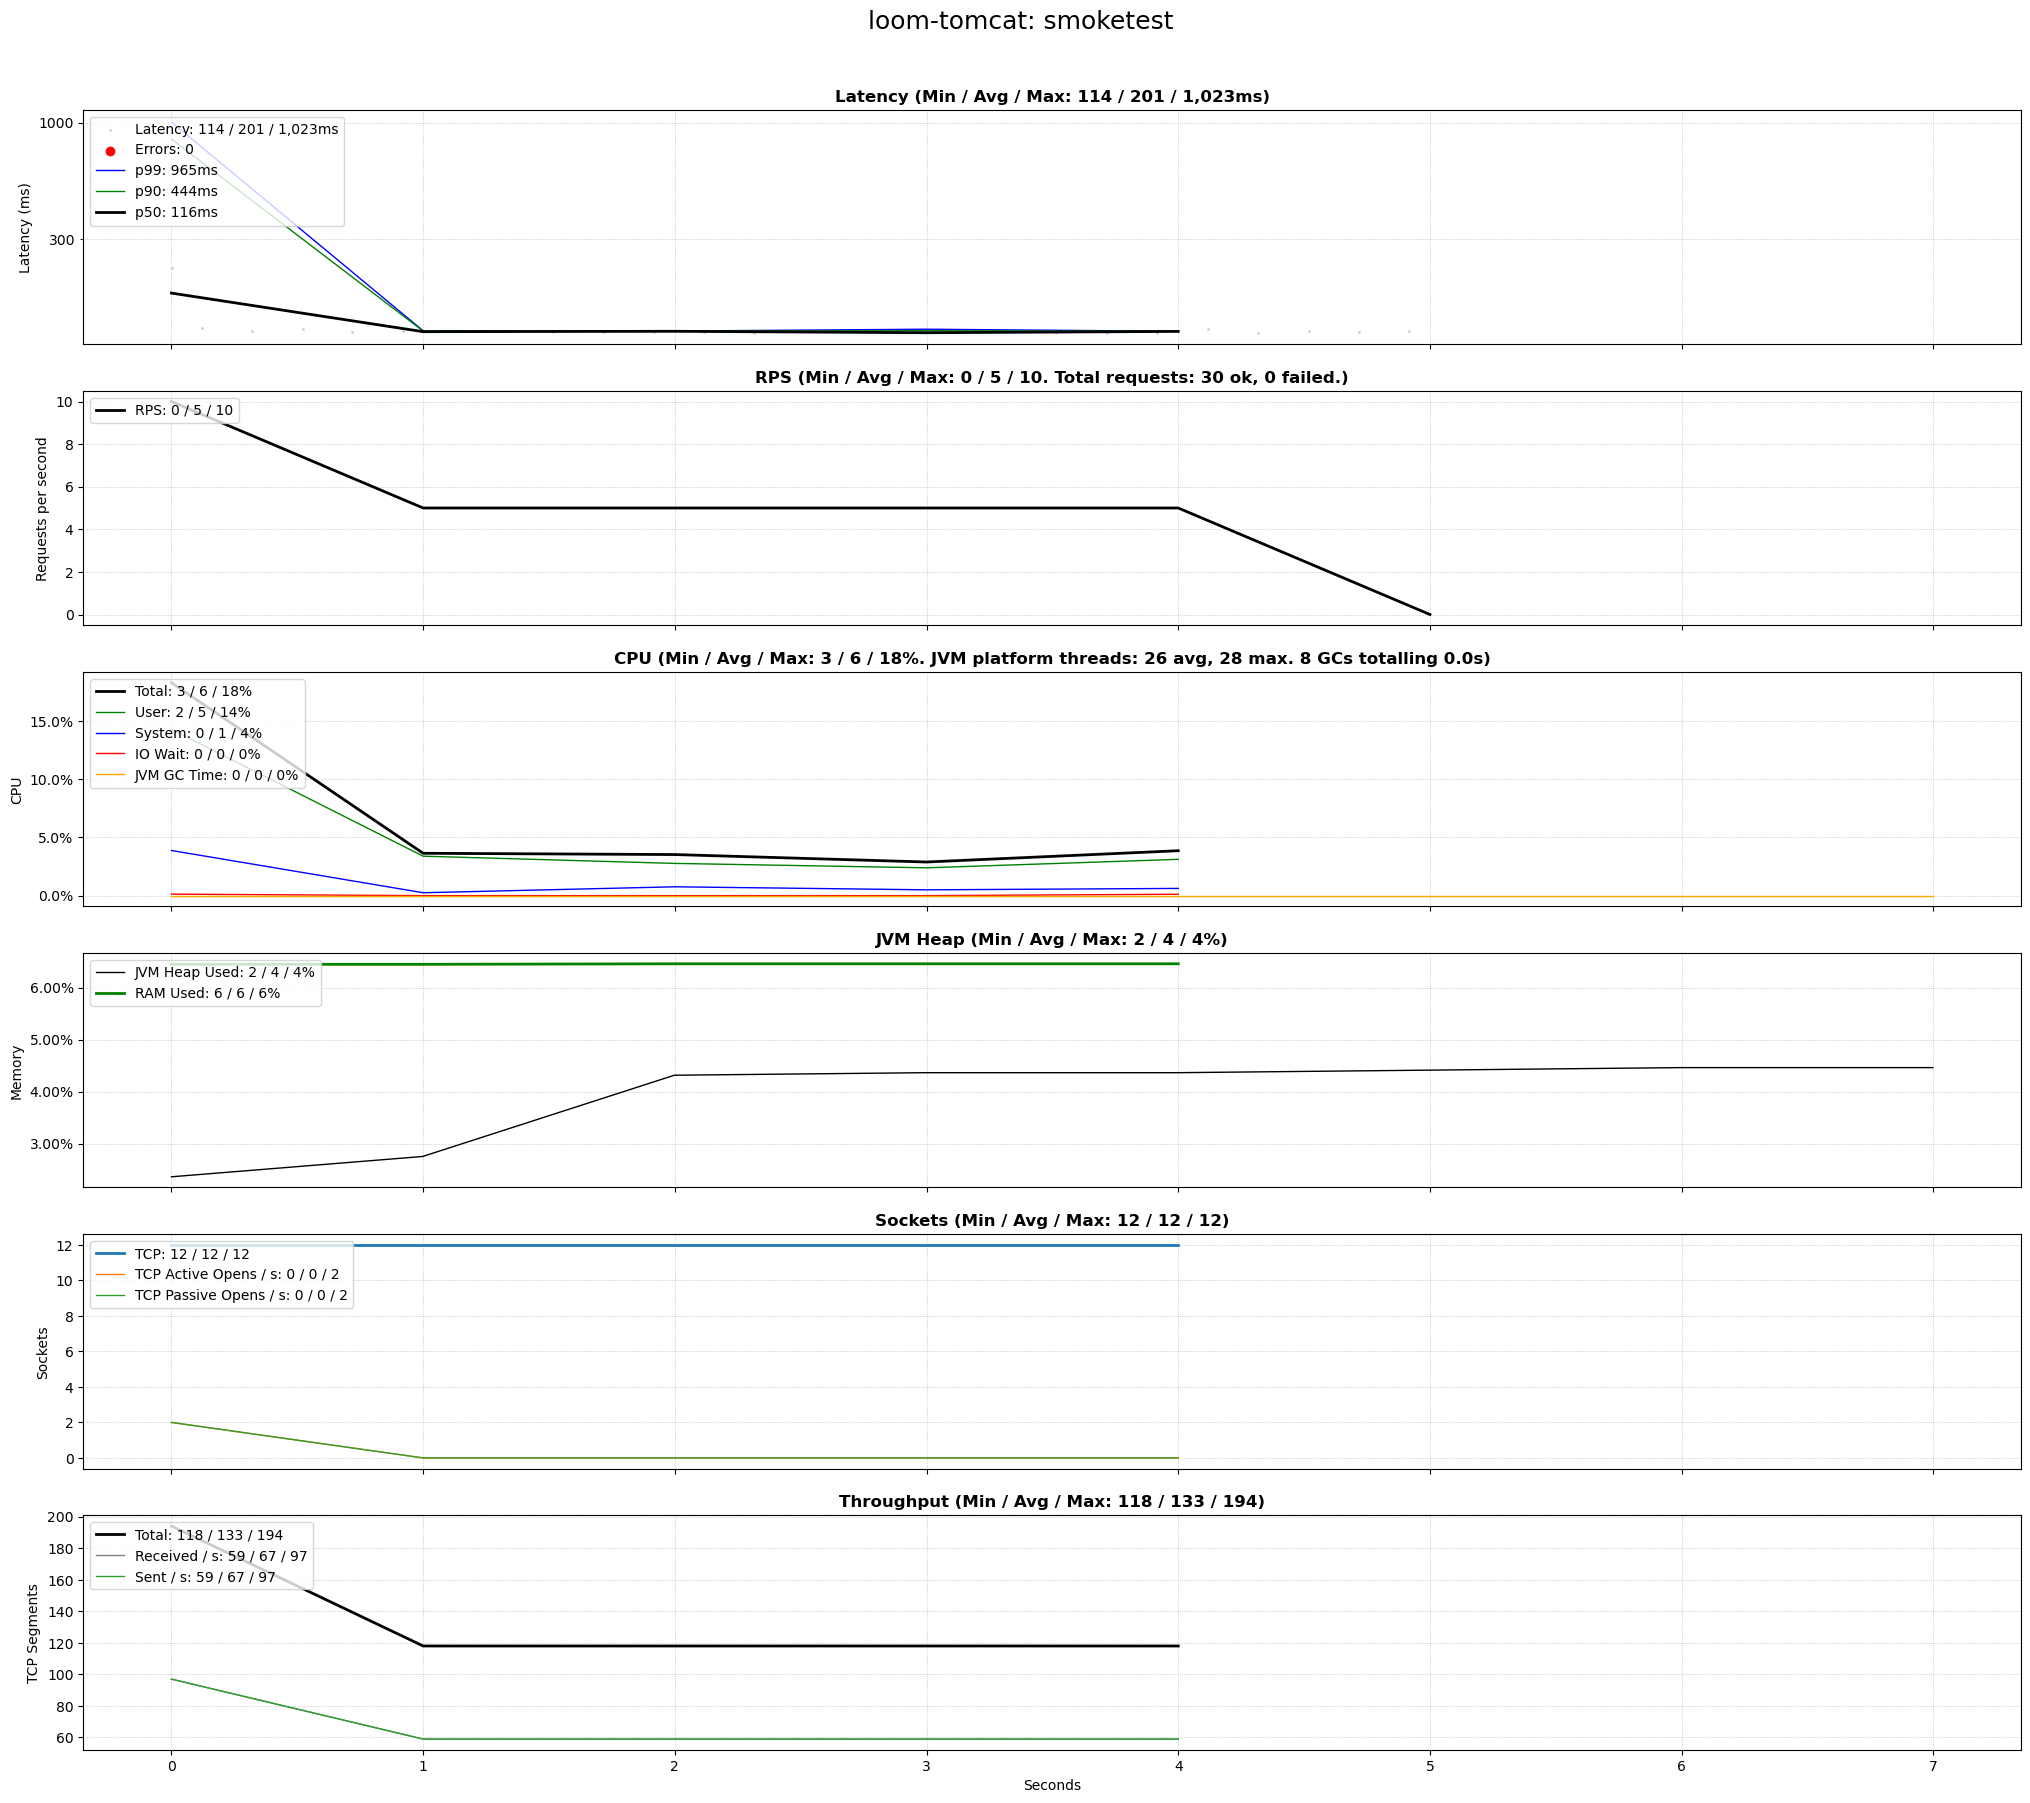 loom-tomcat: smoketest
Latency (Min / Avg / Max: 114 / 201 / 1,023ms)
Latency (ms)
1000
300
Latency: 114 / 201 / 1,023ms
Errors: 0
p99: 965ms
p90: 444ms
p50: 116ms
RPS (Min / Avg / Max: 0 / 5 / 10. Total requests: 30 ok, 0 failed.)
Requests per second
10
8
6
4
2
0
RPS: 0 / 5 / 10
CPU (Min / Avg / Max: 3 / 6 / 18%. JVM platform threads: 26 avg, 28 max. 8 GCs totalling 0.0s)
CPU
15.0%
10.0%
5.0%
0.0%
Total: 3 / 6 / 18%
User: 2 / 5 / 14%
System: 0 / 1 / 4%
IO Wait: 0 / 0 / 0%
JVM GC Time: 0 / 0 / 0%
JVM Heap (Min / Avg / Max: 2 / 4 / 4%)
Memory
6.00%
5.00%
4.00%
3.00%
JVM Heap Used: 2 / 4 / 4%
RAM Used: 6 / 6 / 6%
Sockets (Min / Avg / Max: 12 / 12 / 12)
Sockets
12
10
8
6
4
2
0
TCP: 12 / 12 / 12
TCP Active Opens / s: 0 / 0 / 2
TCP Passive Opens / s: 0 / 0 / 2
Throughput (Min / Avg / Max: 118 / 133 / 194)
TCP Segments
200
180
160
140
120
100
80
60
Total: 118 / 133 / 194
Received / s: 59 / 67 / 97
Sent / s: 59 / 67 / 97
0 1 2 3 4 5 6 7
Seconds